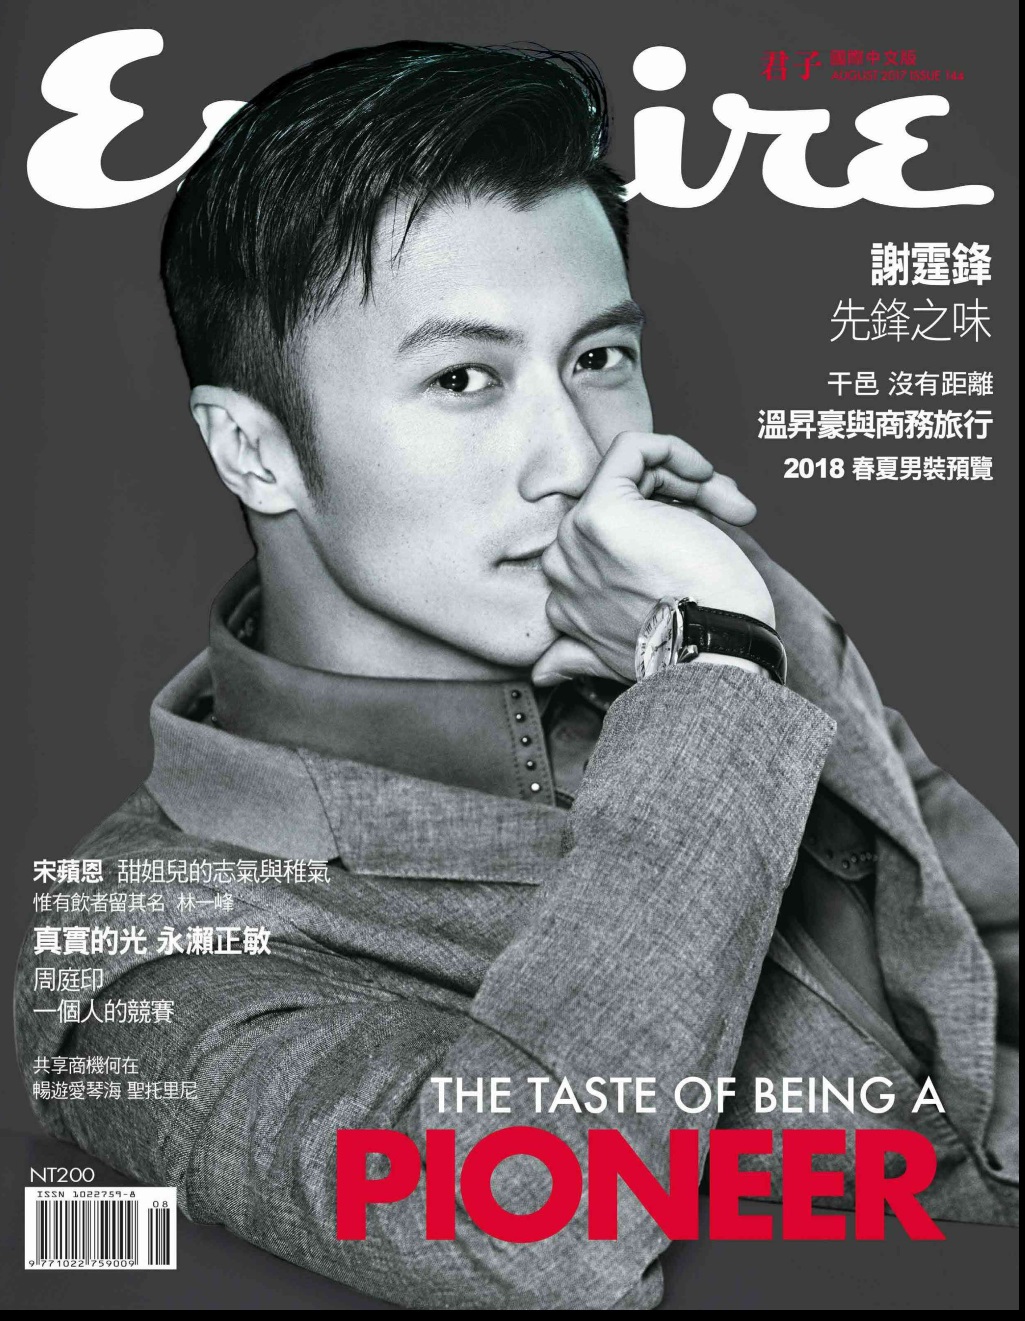 Esquire
君子 國際中文版
AUGUST 2017 ISSUE 144
謝霆鋒
先鋒之味
干邑 沒有距離
溫昇豪與商務旅行
2018 春夏男裝預覽
宋蘋恩 甜姐兒的志氣與稚氣
惟有飲者留其名 林一峰
真實的光 永瀨正敏
周庭印
一個人的競賽
共享商機何在
暢遊愛琴海 聖托里尼
THE TASTE OF BEING A
PIONEER
NT200
ISSN 1022759-8
08
9 771022 759009